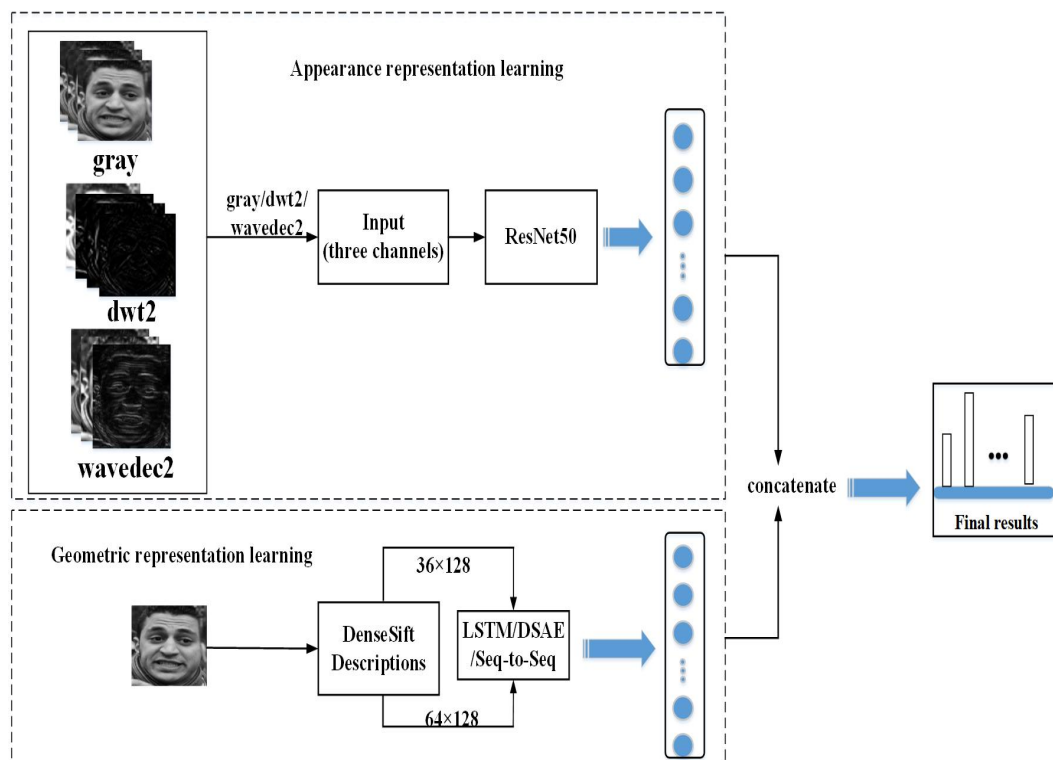 Appearance representation learning
gray
dwt2
wavedec2
gray/dwt2/
wavedec2
Input
(three channels)
ResNet50
concatenate
Final results
Geometric representation learning
36×128
DenseSift
Descriptions
LSTM/DSAE
/Seq-to-Seq
64×128